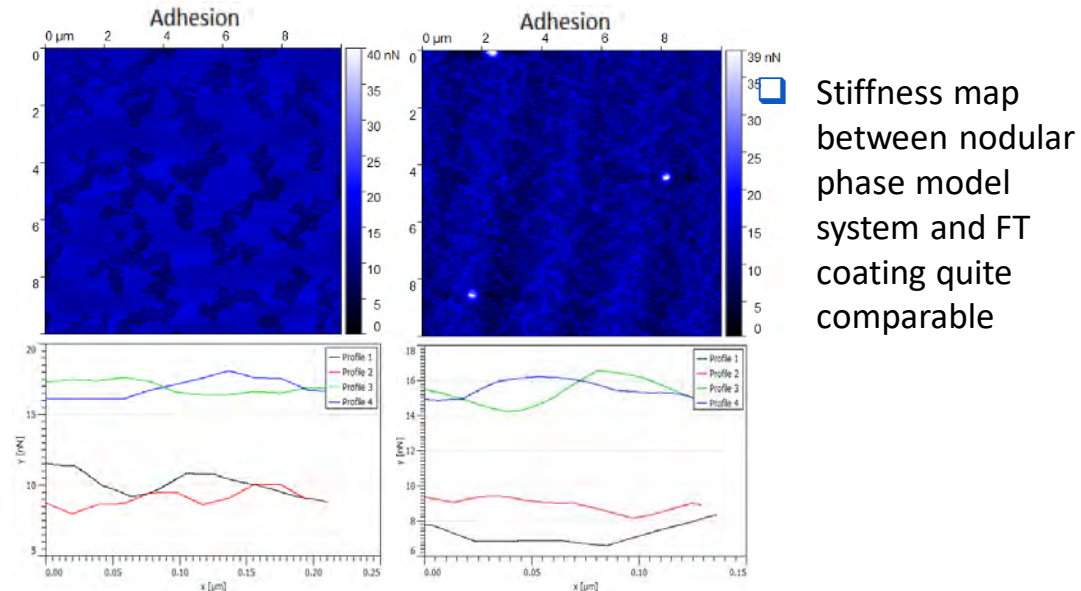 Adhesion
0 µm 2 4 6 8
0
2
4
6
8
40 nN
35
30
25
20
15
10
5
0
Adhesion
0 µm 2 4 6 8
0
2
4
6
8
39 nN
35
30
25
20
15
10
5
0
Stiffness map
between nodular
phase model
system and FT
coating quite
comparable
20
15
10
5
y [nN]
Profile 1
Profile 2
Profile 3
Profile 4
0.00 0.05 0.10 0.15 0.20 0.25
x [µm]
18
16
14
12
10
8
6
y [nN]
Profile 1
Profile 2
Profile 3
Profile 4
0.00 0.05 0.10 0.15
x [µm]